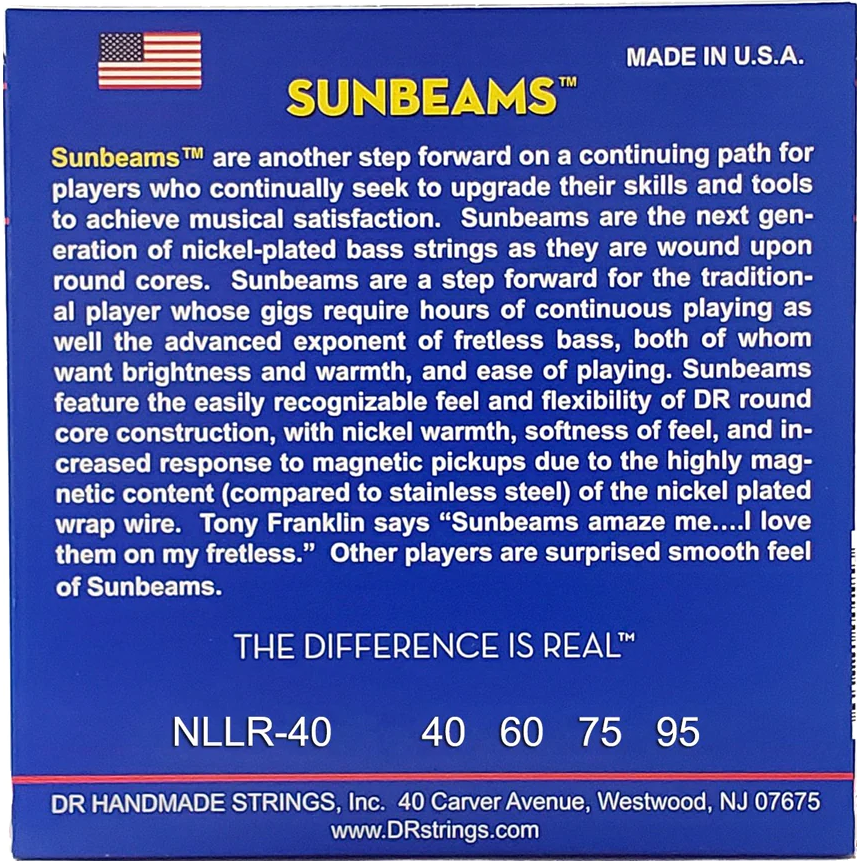 MADE IN U.S.A.
SUNBEAMS™
Sunbeams™ are another step forward on a continuing path for
players who continually seek to upgrade their skills and tools
to achieve musical satisfaction. Sunbeams are the next gen-
eration of nickel-plated bass strings as they are wound upon
round cores. Sunbeams are a step forward for the tradition-
al player whose gigs require hours of continuous playing as
well the advanced exponent of fretless bass, both of whom
want brightness and warmth, and ease of playing. Sunbeams
feature the easily recognizable feel and flexibility of DR round
core construction, with nickel warmth, softness of feel, and in-
creased response to magnetic pickups due to the highly mag-
netic content (compared to stainless steel) of the nickel plated
wrap wire. Tony Franklin says “Sunbeams amaze me....I love
them on my fretless.” Other players are surprised smooth feel
of Sunbeams.
THE DIFFERENCE IS REAL™
NLLR-40 40 60 75 95
DR HANDMADE STRINGS, Inc. 40 Carver Avenue, Westwood, NJ 07675
www.DRstrings.com